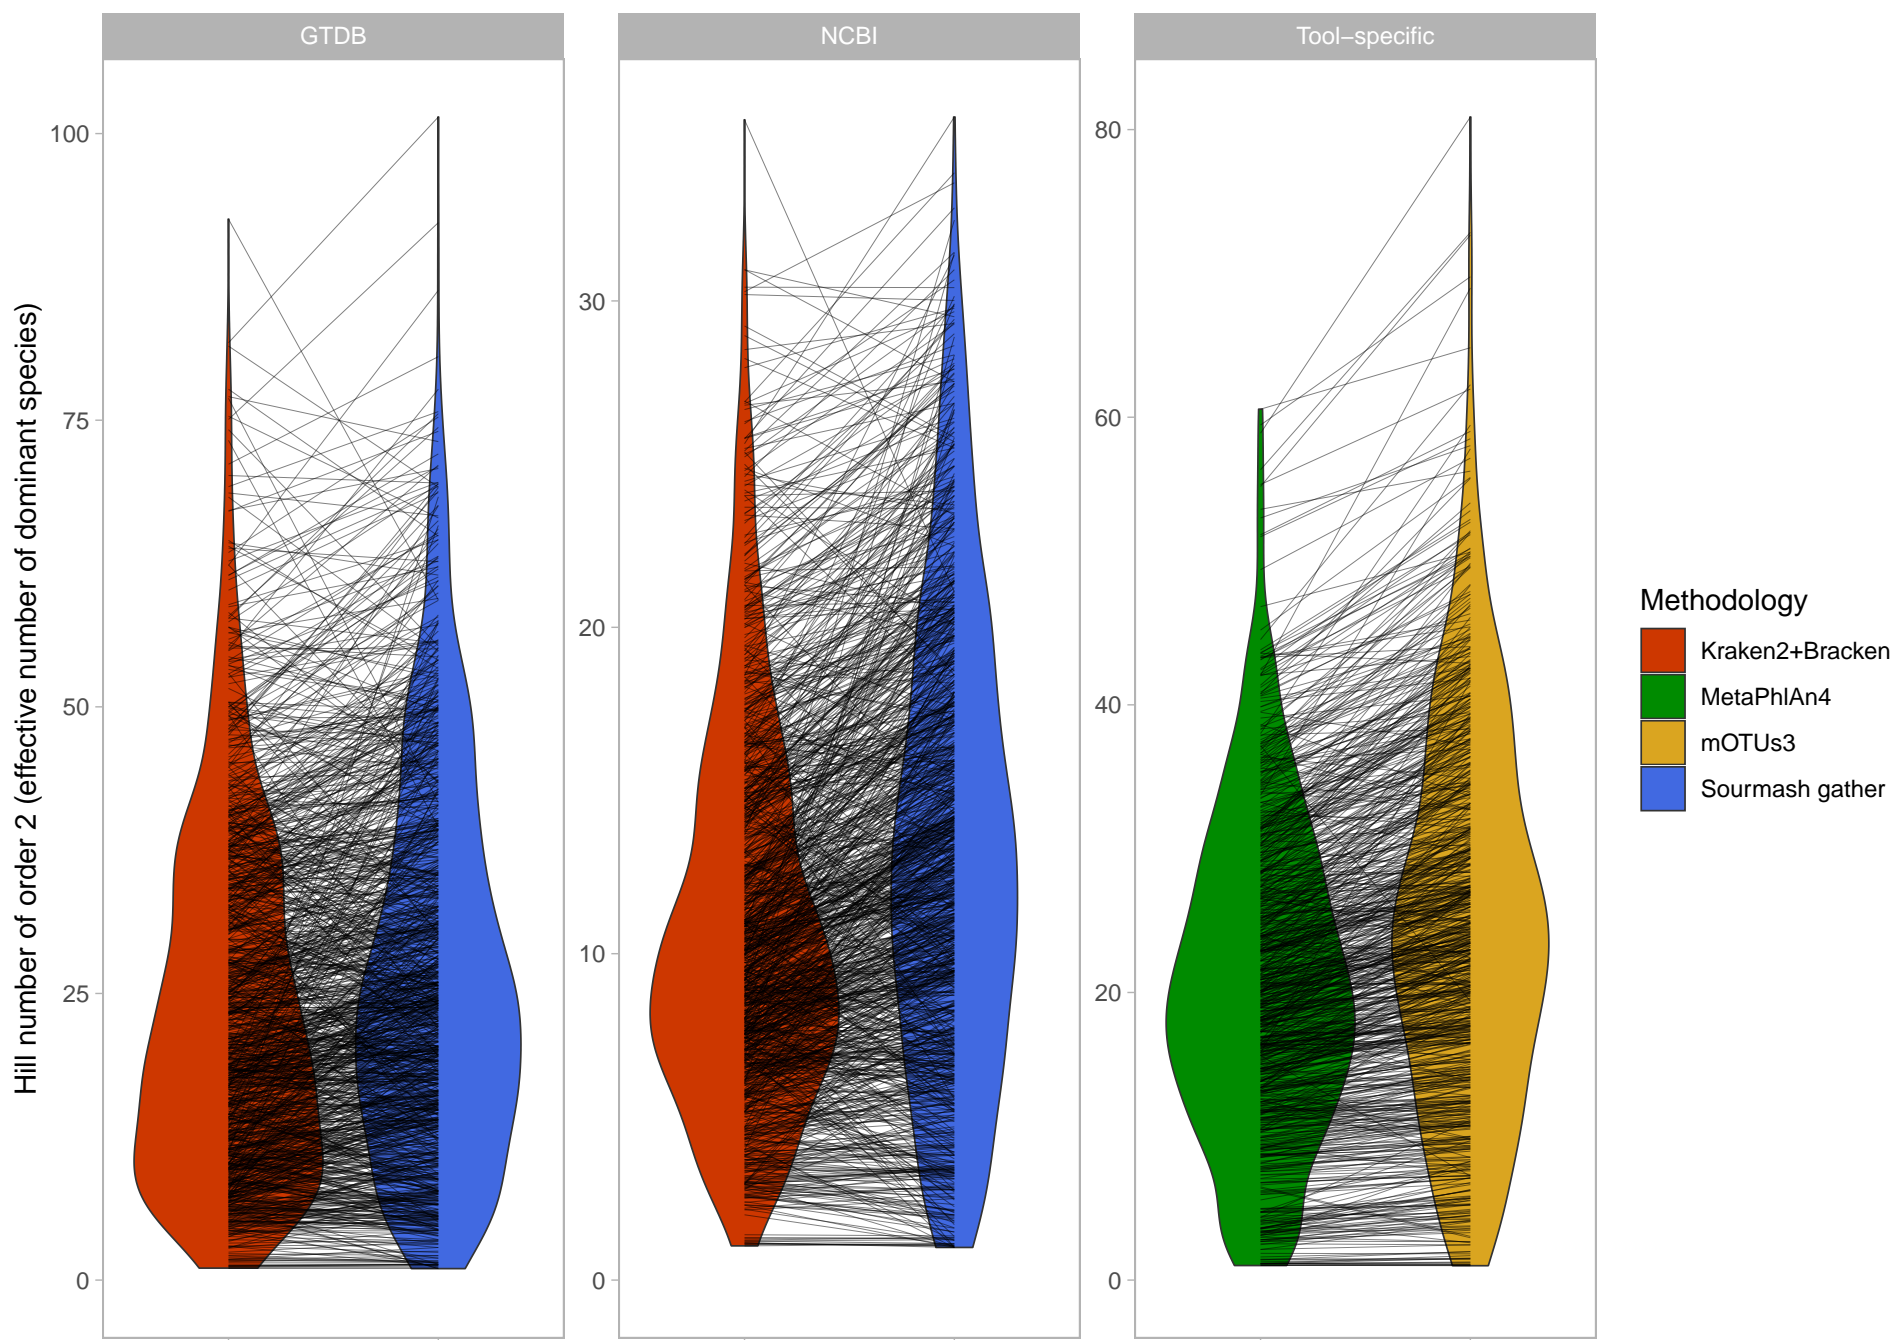 GTDB
NCBI
Tool−specific
Hill number of order 2 (effective number of dominant species)
100
75
50
25
0
30
20
10
0
80
60
40
20
0
Methodology
Kraken2+Bracken
MetaPhlAn4
mOTUs3
Sourmash gather